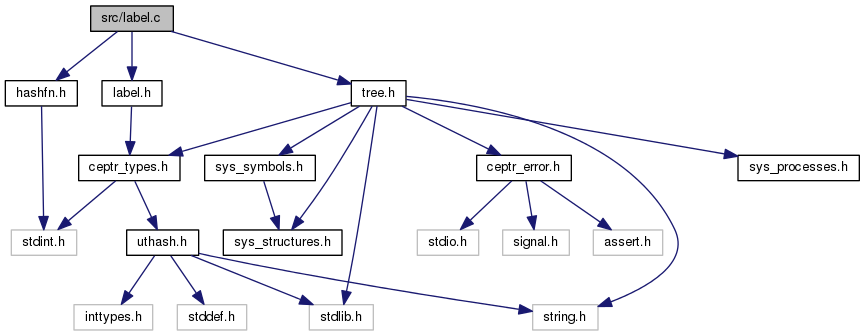 src/label.c
hashfn.h
label.h
tree.h
ceptr_types.h
sys_symbols.h
ceptr_error.h
sys_processes.h
stdint.h
uthash.h
sys_structures.h
stdio.h
signal.h
assert.h
inttypes.h
stddef.h
stdlib.h
string.h